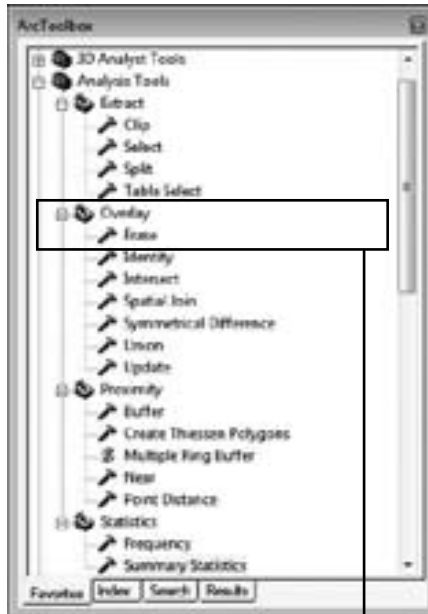 ArcToolbox
3D Analyst Tools
Analysis Tools
Extract
Clip
Select
Split
Table Select
Overlay
Erase
Identity
Intersect
Spatial Join
Symmetrical Difference
Union
Update
Proximity
Buffer
Create Thiessen Polygons
Multiple Ring Buffer
Near
Point Distance
Statistics
Frequency
Summary Statistics
Favorites Index Search Results